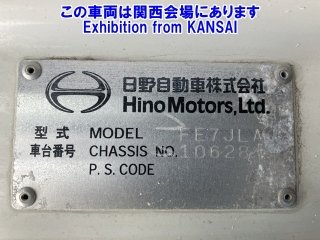 この車両は関西会場にあります
Exhibition from KANSAI
日野自動車株式会社
Hino Motors, Ltd.
型式 MODEL FE7JLA
車台番号 CHASSIS NO.
P. S. CODE